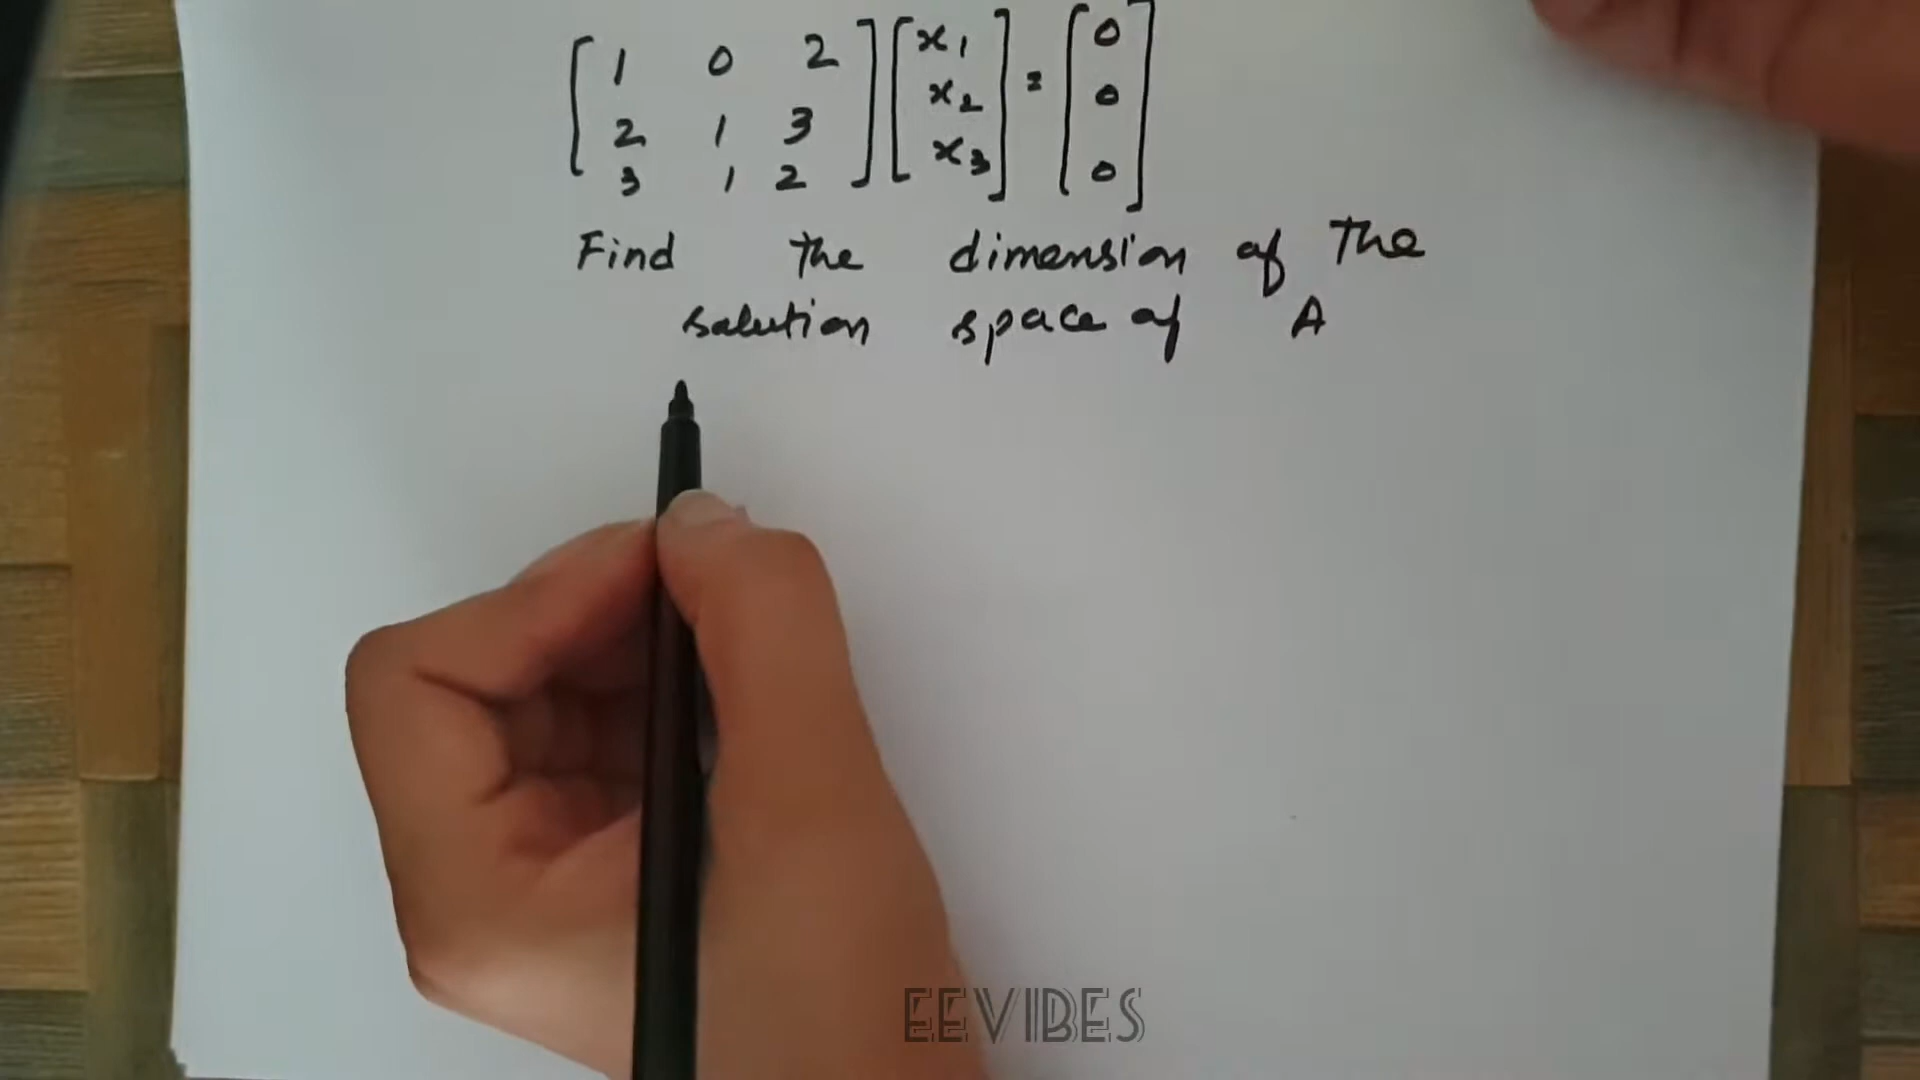 1 0 2 x1 = 0
2 1 3 x2 0
3 1 2 x3 0
Find the dimension of the
solution space of A
EEVIBES